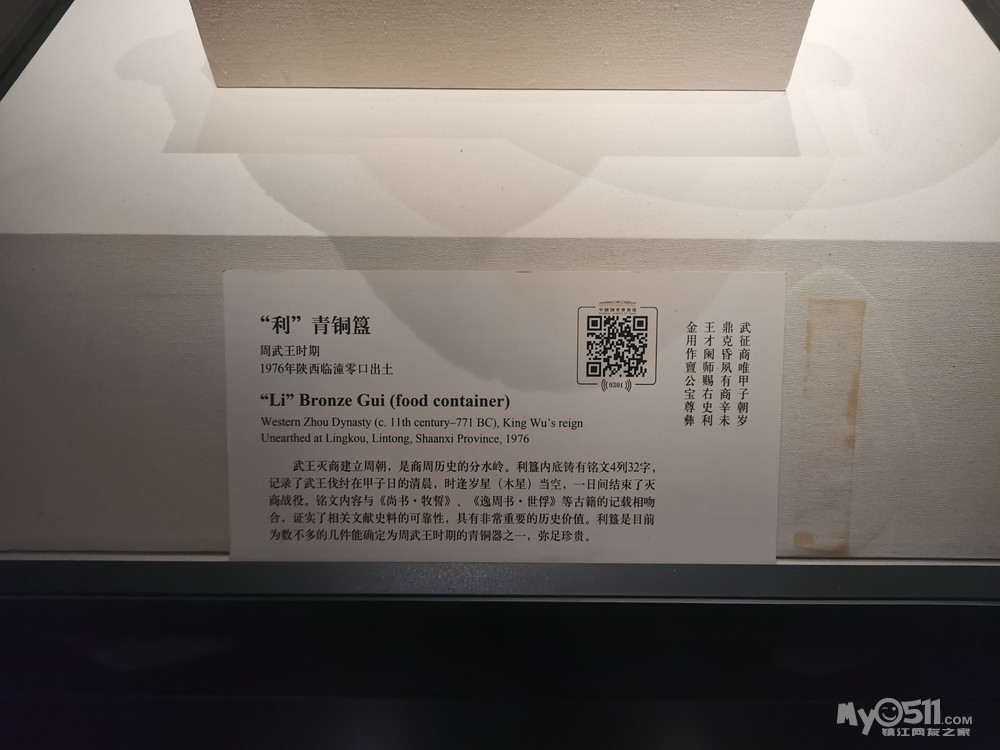 “利”青铜簋
周武王时期
1976年陕西临潼零口出土
“Li” Bronze Gui (food container)
Western Zhou Dynasty (c. 11th century–771 BC), King Wu’s reign
Unearthed at Lingkou, Lintong, Shaanxi Province, 1976
武王灭商建立周朝，是商周历史的分水岭。利簋内底铸有铭文4列32字，
记录了武王伐纣在甲子日的清晨，时逢岁星（木星）当空，一日间结束了灭
商战役。铭文内容与《尚书·牧誓》、《逸周书·世俘》等古籍的记载相吻
合，证实了相关文献史料的可靠性，具有非常重要的历史价值。利簋是目前
为数不多的几件能确定为周武王时期的青铜器之一，弥足珍贵。
中国国家博物馆
0201
武征商唯甲子朝岁
鼎克昏夙有商辛未
王才阑师赐右史利
金用作䵼公宝尊彝
My0511.COM
镇江网友之家